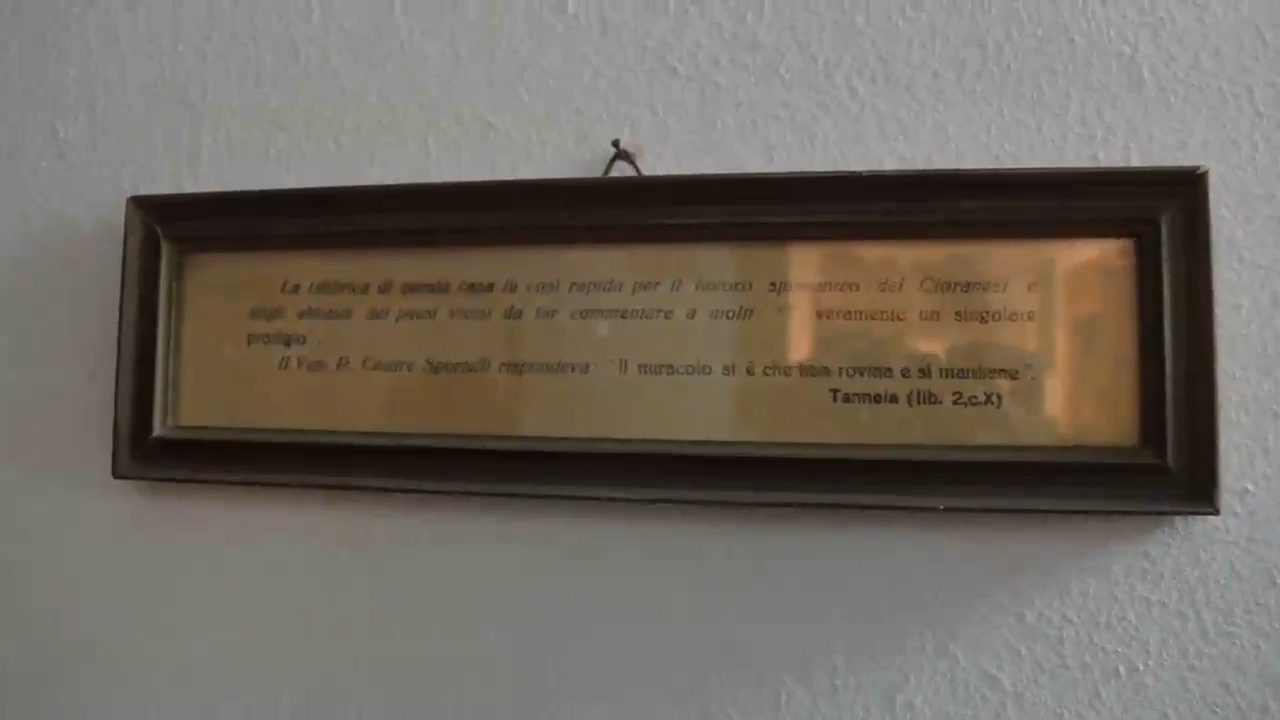 La fabbrica di questa casa fu così rapida per il lavoro spontaneo dei Cioranesi e
degli abitanti dei paesi vicini da far commentare a molti veramente un singolare
prodigio".
Il Ven. P. Cesare Sportelli rispondeva: "Il miracolo si è che non rovina e si mantiene".
Tannoia (lib. 2,c.X)